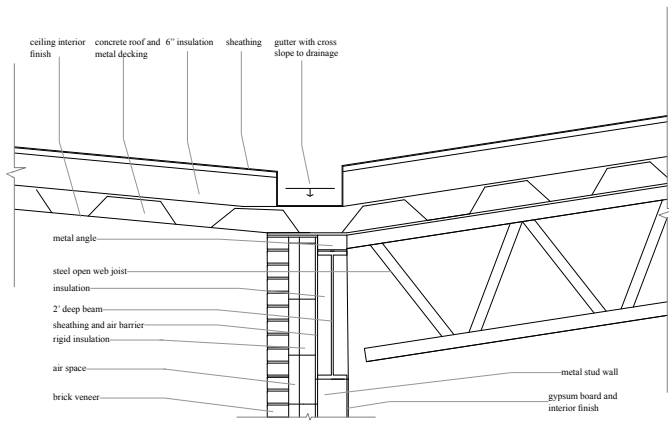 ceiling interior
finish
concrete roof and
metal decking
6" insulation
sheathing
gutter with cross
slope to drainage
metal angle
steel open web joist
insulation
2' deep beam
sheathing and air barrier
rigid insulation
air space
brick veneer
metal stud wall
gypsum board and
interior finish